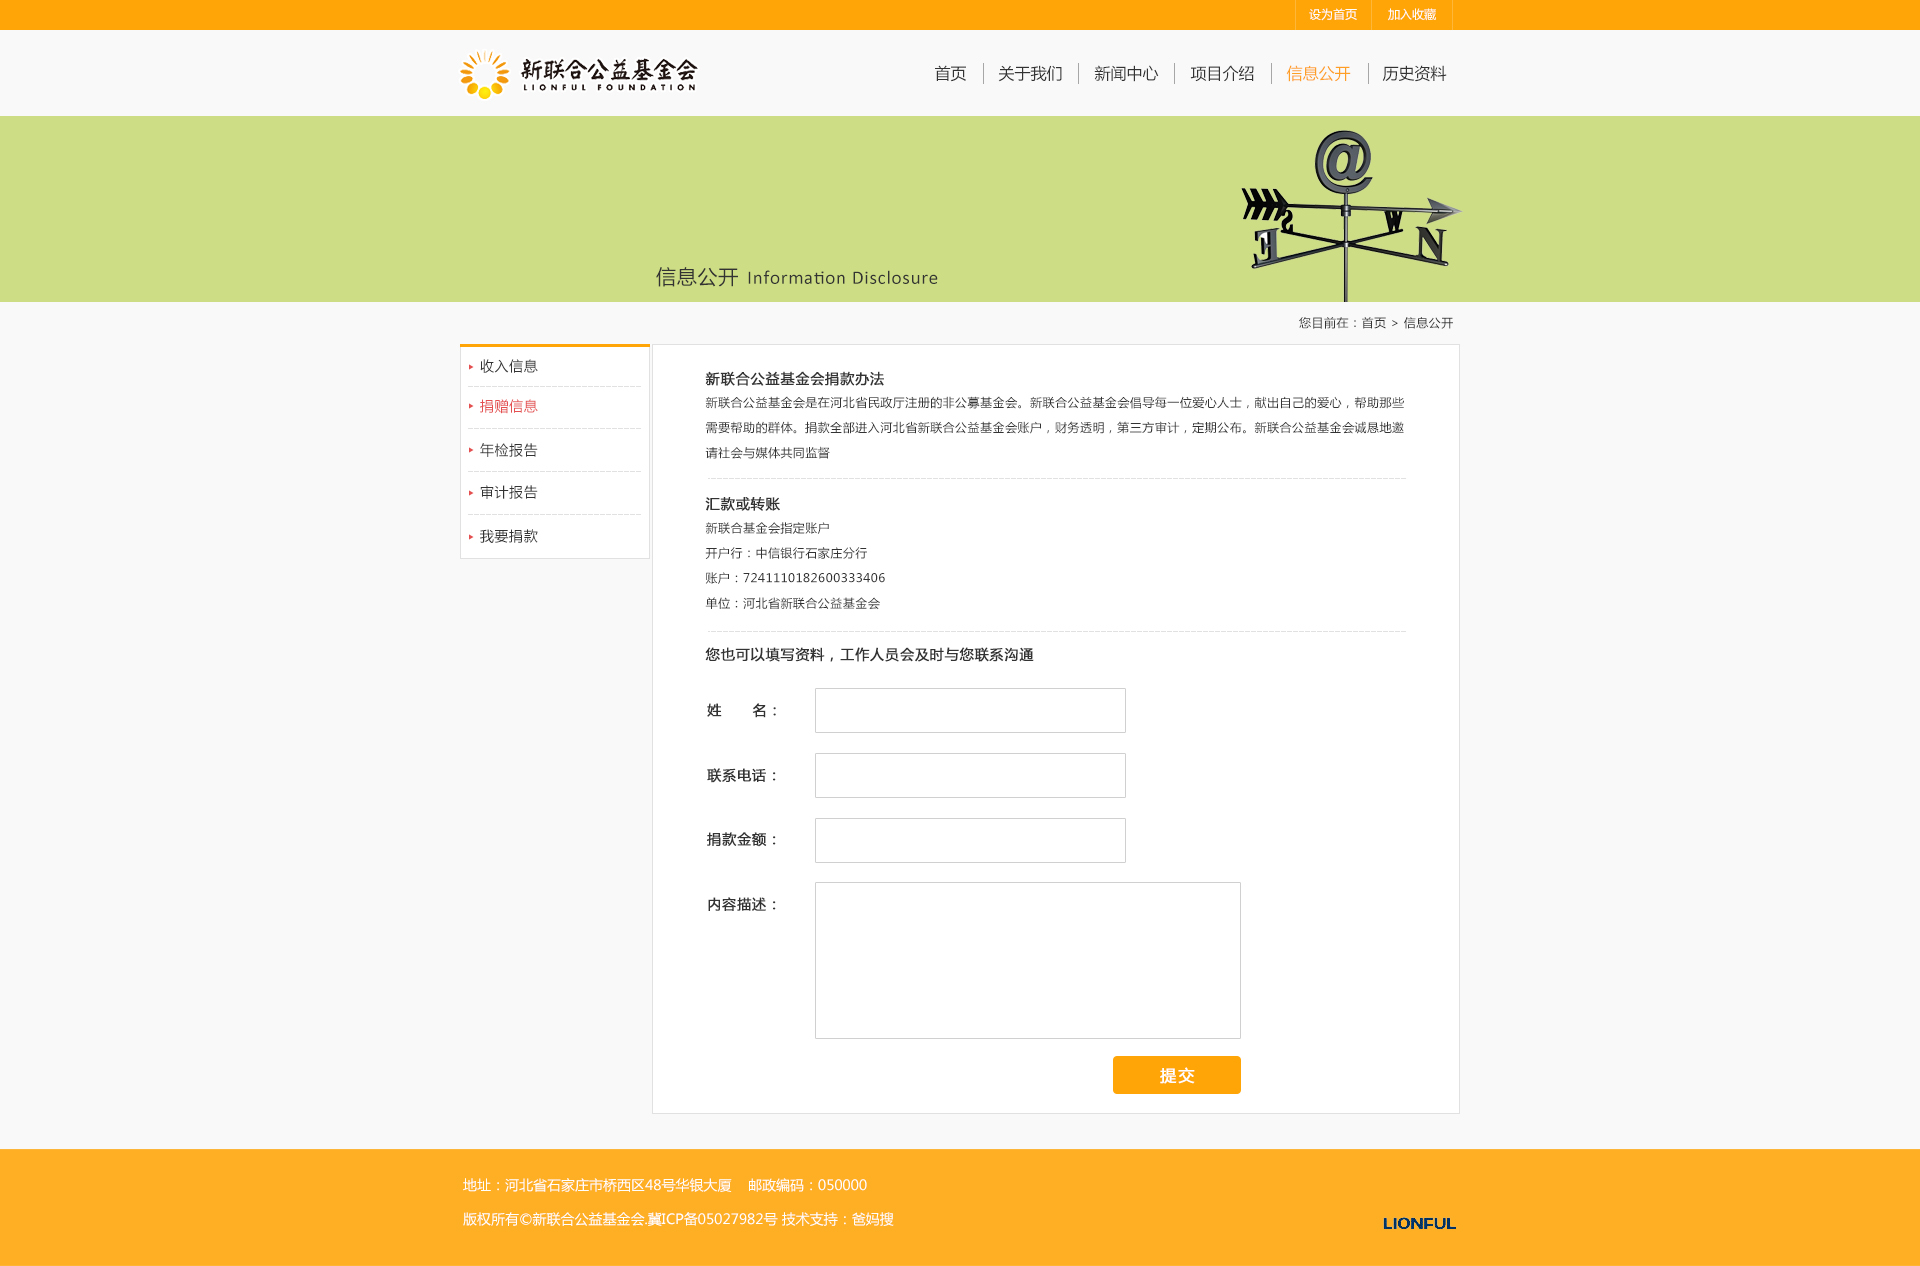 设为首页 加入收藏
新联合公益基金会
LIONFUL FOUNDATION
首页 关于我们 新闻中心 项目介绍 信息公开 历史资料
@
S W E N
信息公开 Information Disclosure
您目前在：首页 > 信息公开
收入信息
捐赠信息
年检报告
审计报告
我要捐款
新联合公益基金会捐款办法
新联合公益基金会是在河北省民政厅注册的非公募基金会。新联合公益基金会倡导每一位爱心人士，献出自己的爱心，帮助那些
需要帮助的群体。捐款全部进入河北省新联合公益基金会账户，财务透明，第三方审计，定期公布。新联合公益基金会诚恳地邀
请社会与媒体共同监督
汇款或转账
新联合基金会指定账户
开户行：中信银行石家庄分行
账户：7241110182600333406
单位：河北省新联合公益基金会
您也可以填写资料，工作人员会及时与您联系沟通
姓 名：
联系电话：
捐款金额：
内容描述：
提交
地址：河北省石家庄市桥西区48号华银大厦 邮政编码：050000
版权所有©新联合公益基金会.冀ICP备05027982号 技术支持：爸妈搜
LIONFUL